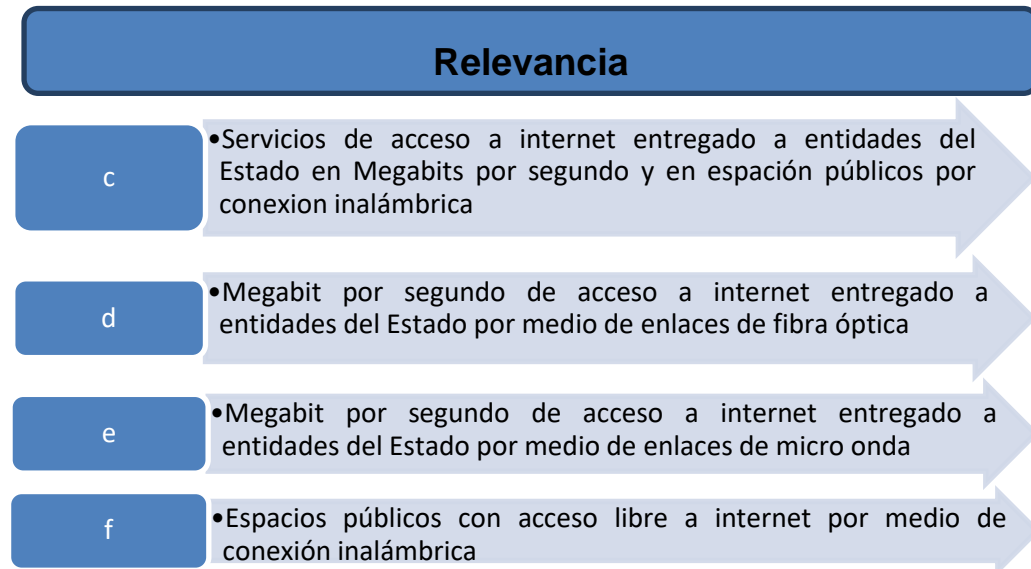 Relevancia
c
•Servicios de acceso a internet entregado a entidades del
Estado en Megabits por segundo y en espación públicos por
conexion inalámbrica
d
•Megabit por segundo de acceso a internet entregado a
entidades del Estado por medio de enlaces de fibra óptica
e
•Megabit por segundo de acceso a internet entregado a
entidades del Estado por medio de enlaces de micro onda
f
•Espacios públicos con acceso libre a internet por medio de
conexión inalámbrica